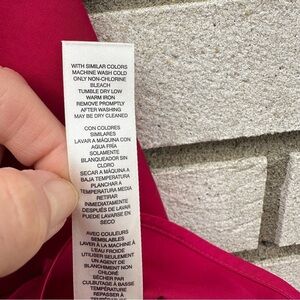 WITH SIMILAR COLORS
MACHINE WASH COLD
ONLY NON-CHLORINE
BLEACH
TUMBLE DRY LOW
WARM IRON
REMOVE PROMPTLY
AFTER WASHING
MAY BE DRY CLEANED
CON COLORES
SIMILARES
LAVAR A MÁQUINA CON
AGUA FRÍA
SOLAMENTE
BLANQUEADOR SIN
CLORO
SECAR A MÁQUINA A
BAJA TEMPERATURA
PLANCHAR A
TEMPERATURA MEDIA
RETIRAR
INMEDIATAMENTE
DESPUÉS DE LAVAR
PUEDE LAVARSE EN
SECO
AVEC COULEURS
SEMBLABLES
LAVER À LA MACHINE À
L'EAU FROIDE
UTILISER SEULEMENT
UN AGENT DE
BLANCHIMENT NON
CHLORÉ
SÉCHER PAR
CULBUTAGE À BASSE
TEMPÉRATURE
REPASSER À